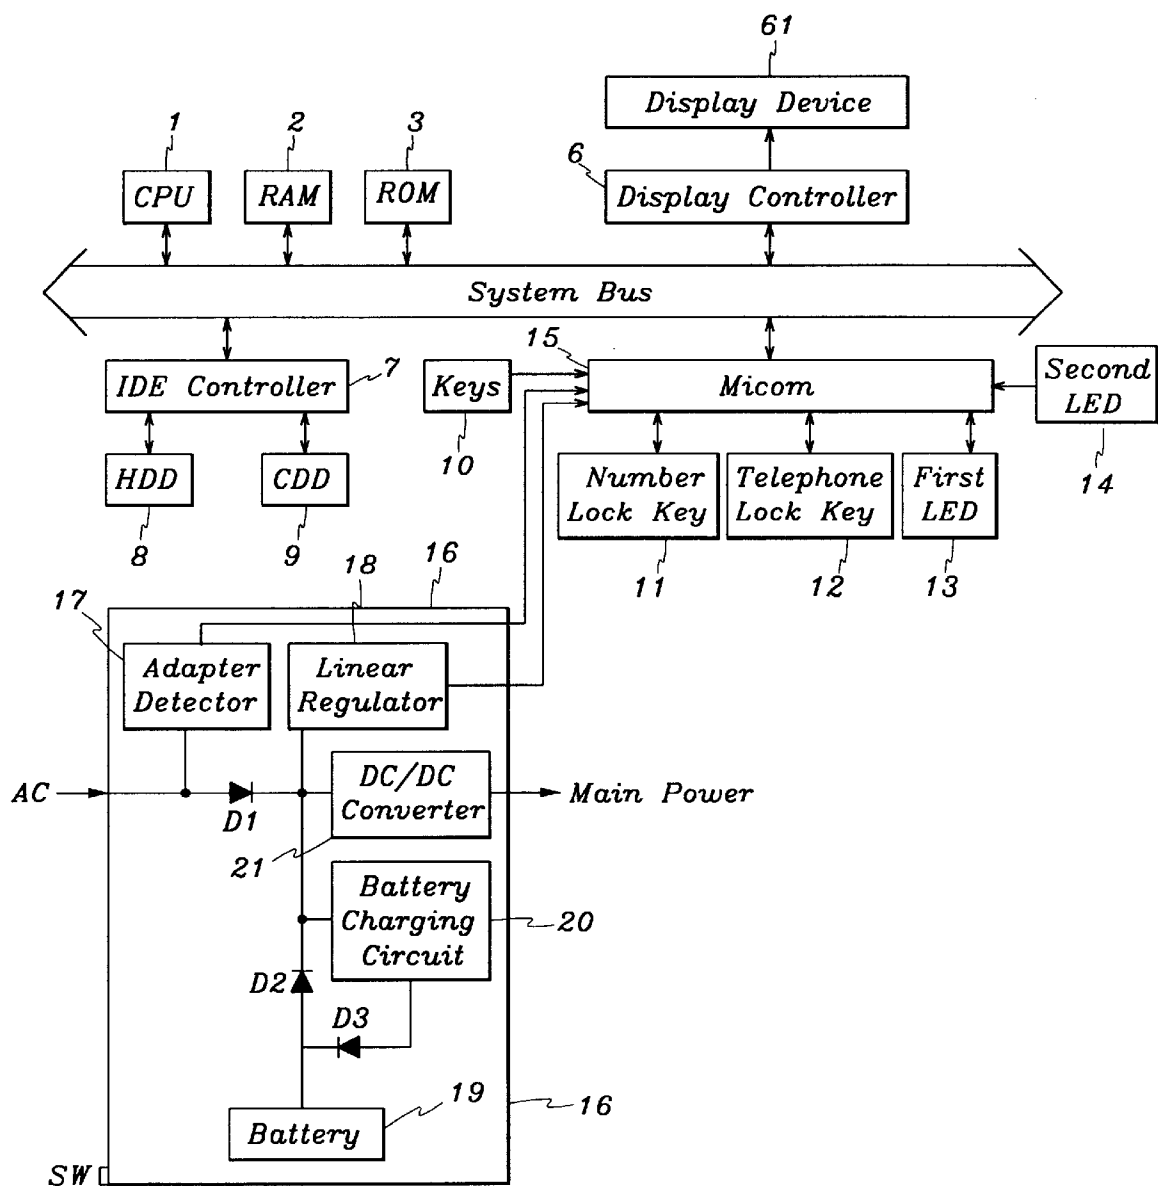 61
Display Device
1
2
3
6
CPU
RAM
ROM
Display Controller
System Bus
15
IDE Controller
7
Keys
Micom
Second
LED
10
14
HDD
CDD
Number
Lock Key
Telephone
Lock Key
First
LED
8
9
11
12
13
18
16
17
Adapter
Detector
Linear
Regulator
AC
D1
DC/DC
Converter
Main Power
21
Battery
Charging
Circuit
20
D2
D3
19
16
Battery
SW